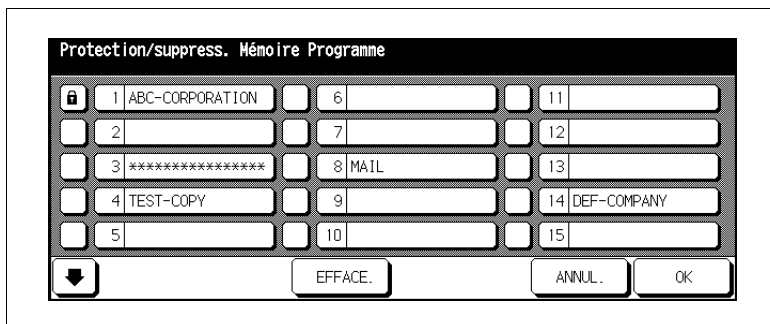 Protection/suppress. Mémoire Programme
1 ABC-CORPORATION 6 11
2 7 12
3 **************** 8 MAIL 13
4 TEST-COPY 9 14 DEF-COMPANY
5 10 15
EFFACE. ANNUL. OK